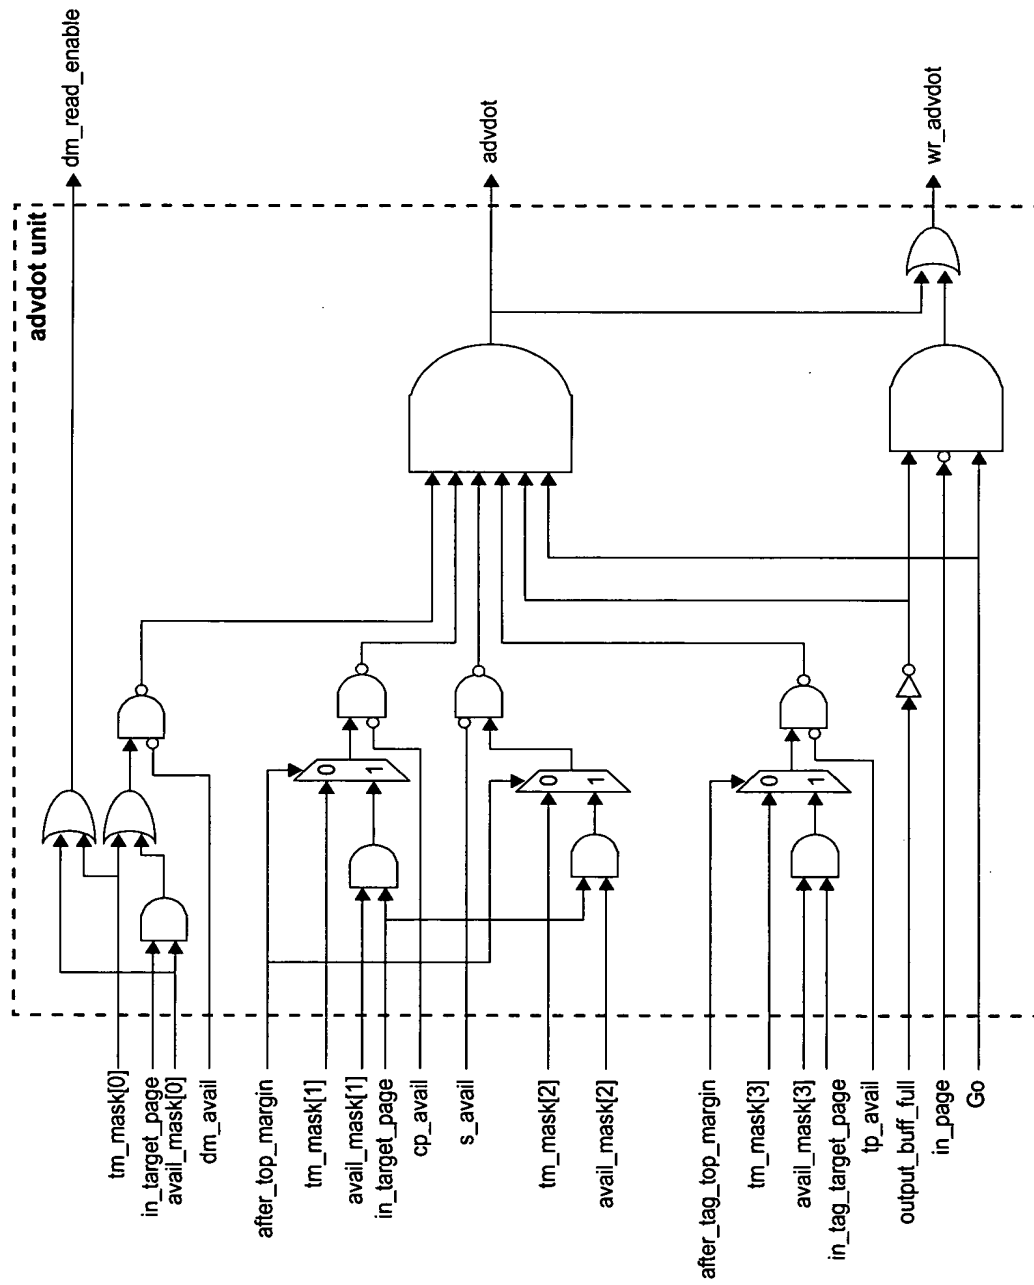 dm_read_enable
advdot
wr_advdot
advdot unit
0
1
0
1
0
1
tm_mask[0]
in_target_page
avail_mask[0]
dm_avail
after_top_margin
tm_mask[1]
avail_mask[1]
in_target_page
cp_avail
s_avail
tm_mask[2]
avail_mask[2]
after_tag_top_margin
tm_mask[3]
avail_mask[3]
in_tag_target_page
tp_avail
output_buff_full
in_page
Go